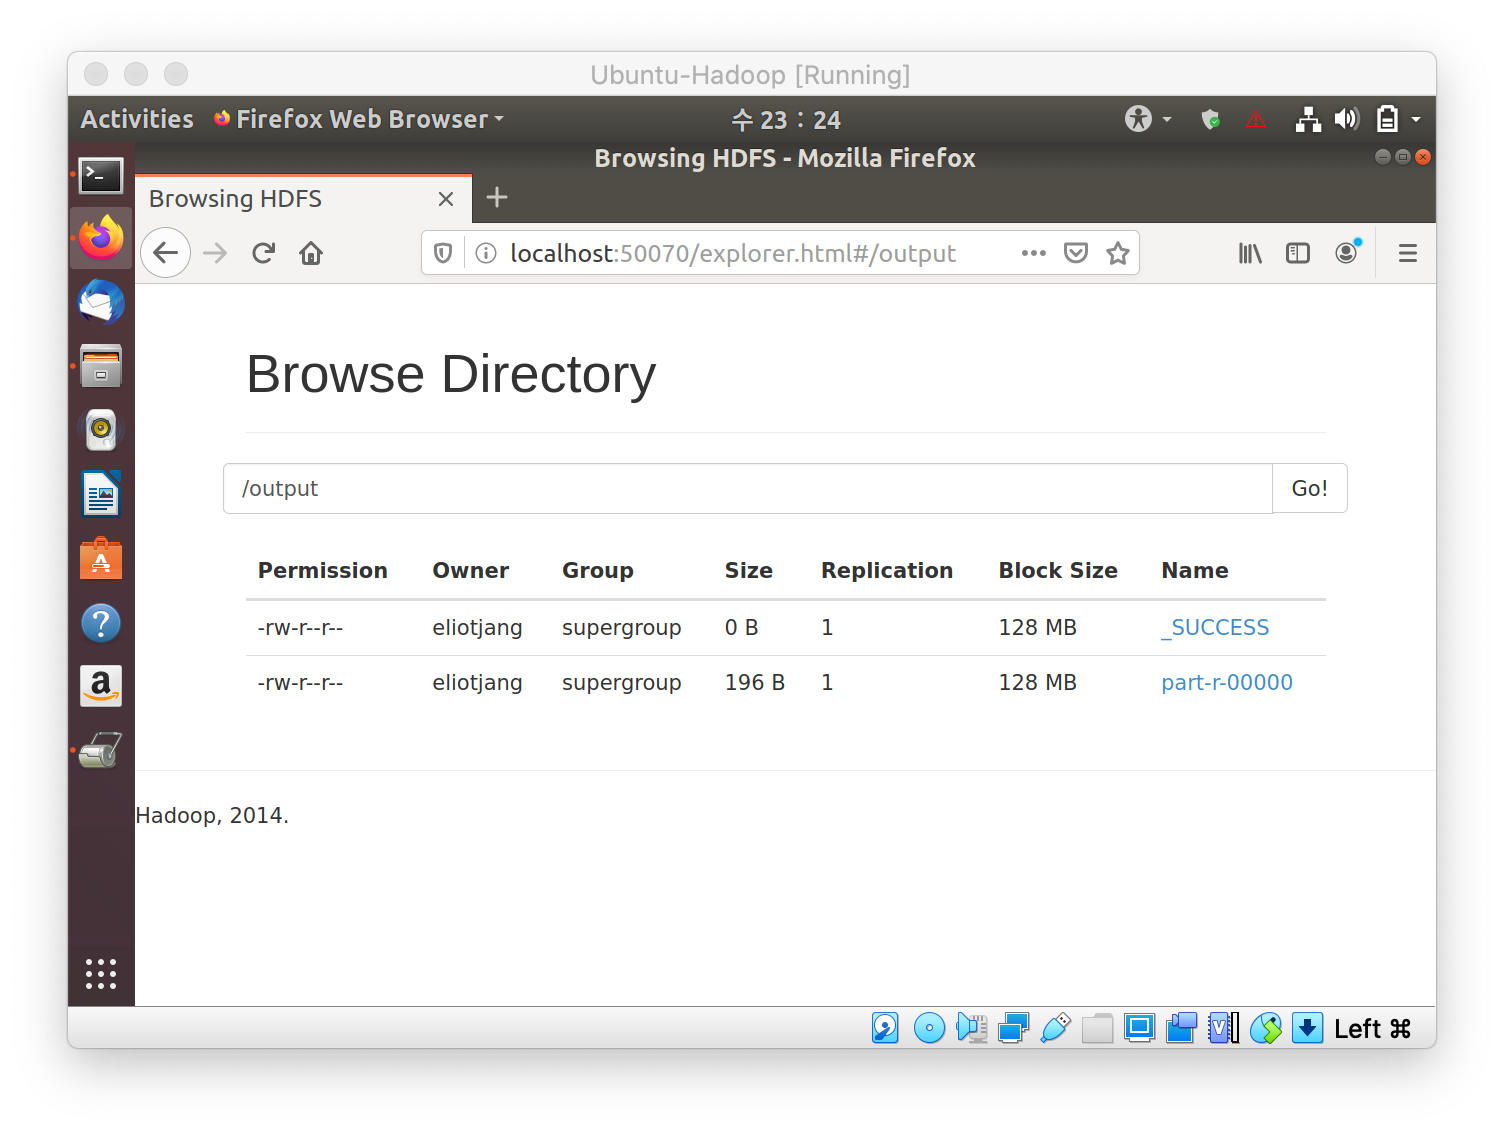 Ubuntu-Hadoop [Running]
Activities Firefox Web Browser 수 23 : 24
Browsing HDFS - Mozilla Firefox
Browsing HDFS
localhost:50070/explorer.html#/output
Browse Directory
/output Go!
Permission Owner Group Size Replication Block Size Name
-rw-r--r-- eliotjang supergroup 0 B 1 128 MB _SUCCESS
-rw-r--r-- eliotjang supergroup 196 B 1 128 MB part-r-00000
Hadoop, 2014.
Left ⌘